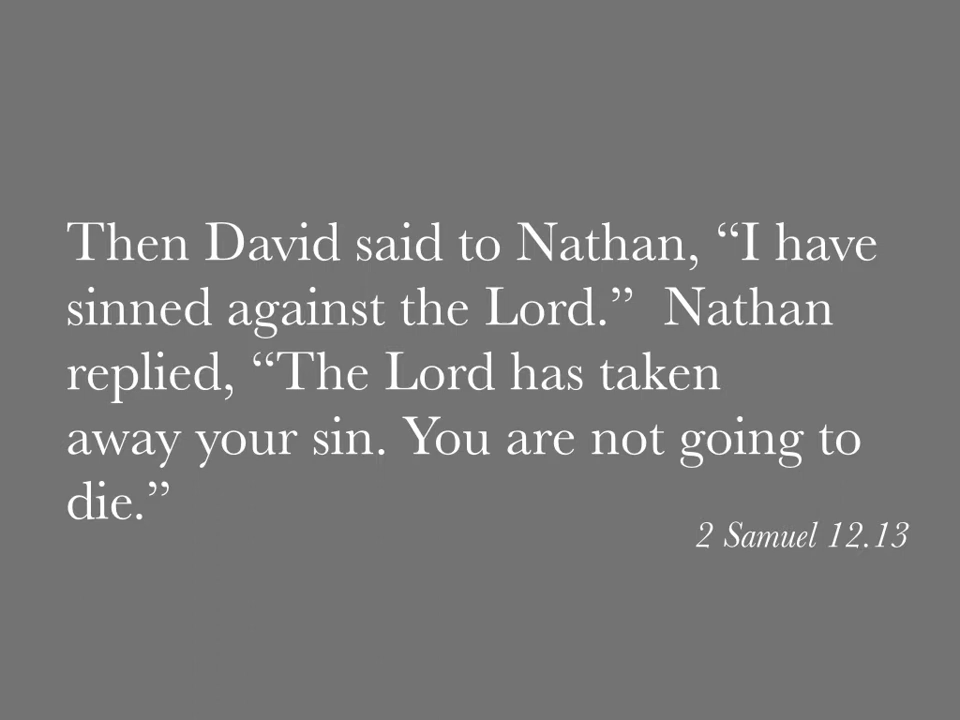 Then David said to Nathan, “I have
sinned against the Lord.”  Nathan
replied, “The Lord has taken
away your sin. You are not going to
die.”
2 Samuel 12.13